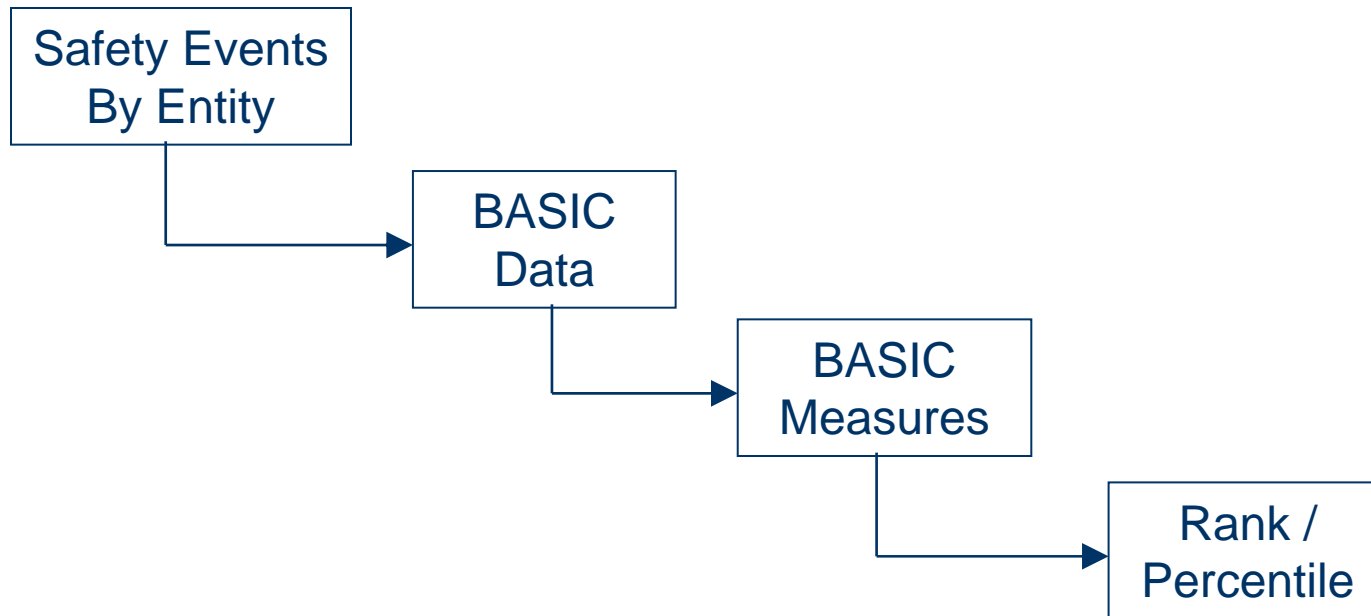 Safety Events
By Entity
BASIC
Data
BASIC
Measures
Rank /
Percentile